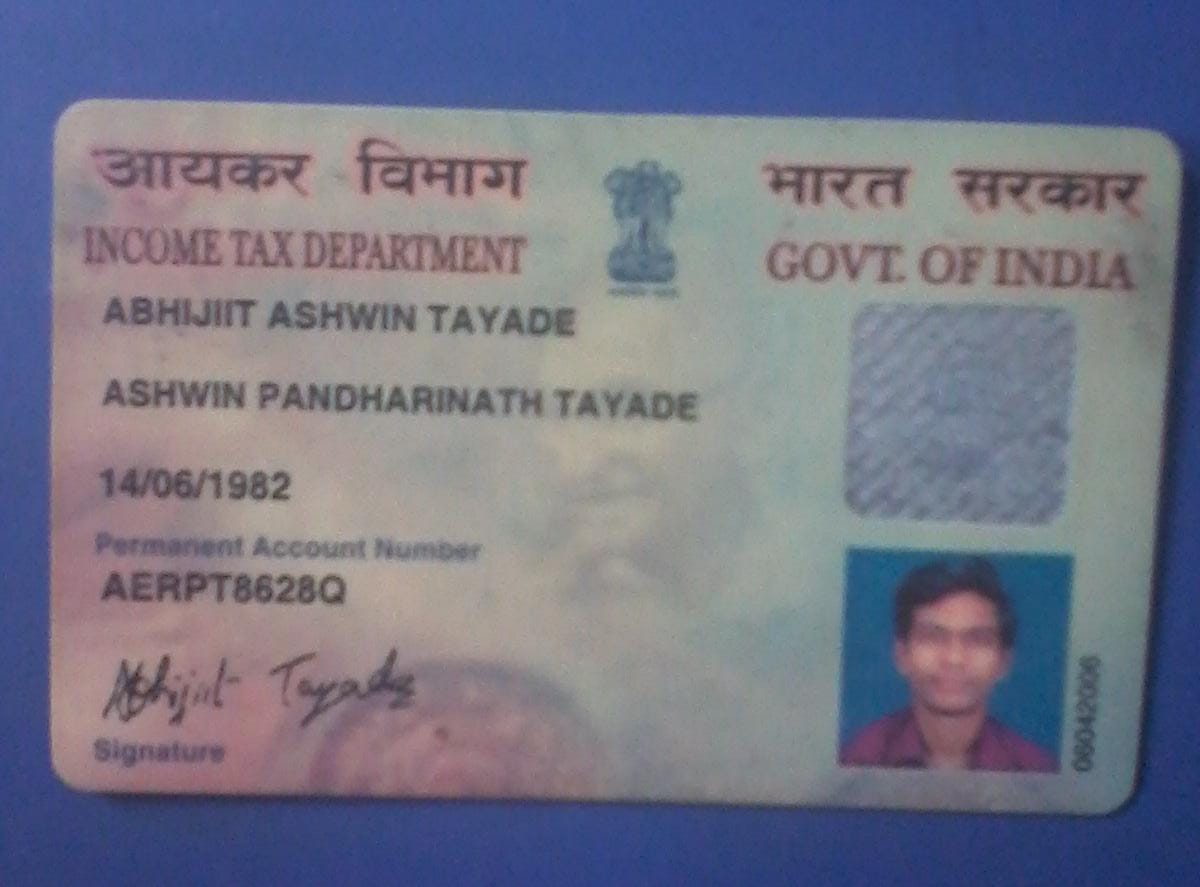 आयकर विभाग
भारत सरकार
INCOME TAX DEPARTMENT
GOVT. OF INDIA
ABHIJIIT ASHWIN TAYADE
ASHWIN PANDHARINATH TAYADE
14/06/1982
Permanent Account Number
AERPT8628Q
Abhijiit Tayade
Signature
08042006